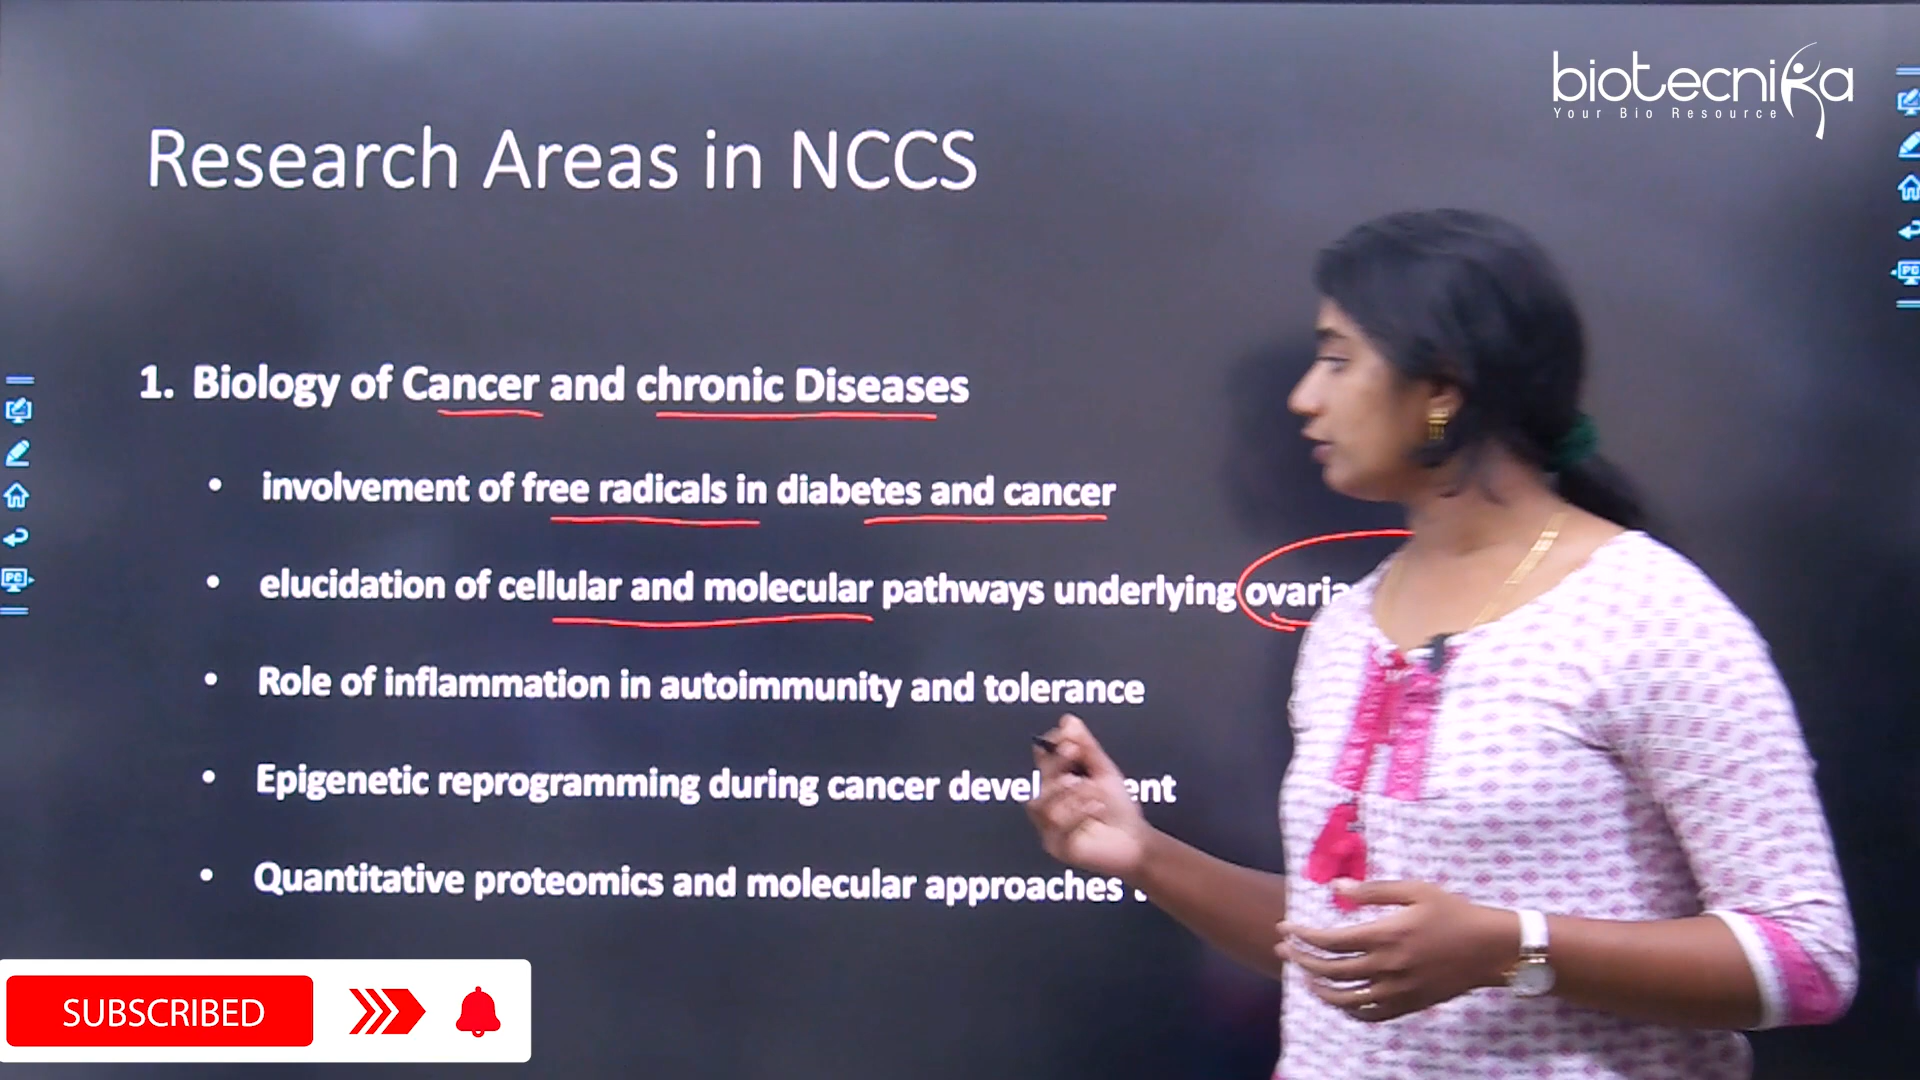 biotecnika
Your Bio Resource
Research Areas in NCCS
1. Biology of Cancer and chronic Diseases
• involvement of free radicals in diabetes and cancer
• elucidation of cellular and molecular pathways underlying
• Role of inflammation in autoimmunity and tolerance
• Epigenetic reprogramming during cancer
• Quantitative proteomics and molecular approaches
SUBSCRIBED
PC
PC